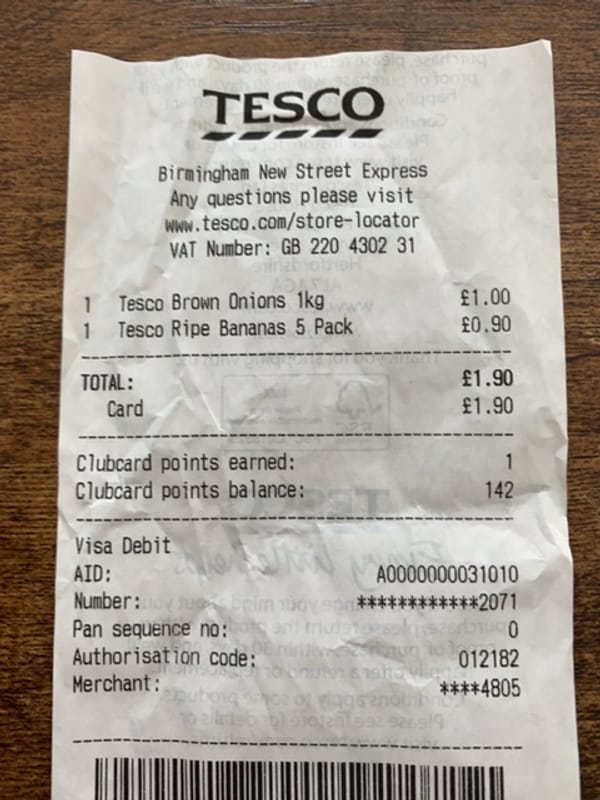 TESCO
Birmingham New Street Express
Any questions please visit
www.tesco.com/store-locator
VAT Number: GB 220 4302 31
1 Tesco Brown Onions 1kg £1.00
1 Tesco Ripe Bananas 5 Pack £0.90
TOTAL: £1.90
Card £1.90
Clubcard points earned: 1
Clubcard points balance: 142
Visa Debit
AID: A0000000031010
Number: ************2071
Pan sequence no: 0
Authorisation code: 012182
Merchant: ****4805